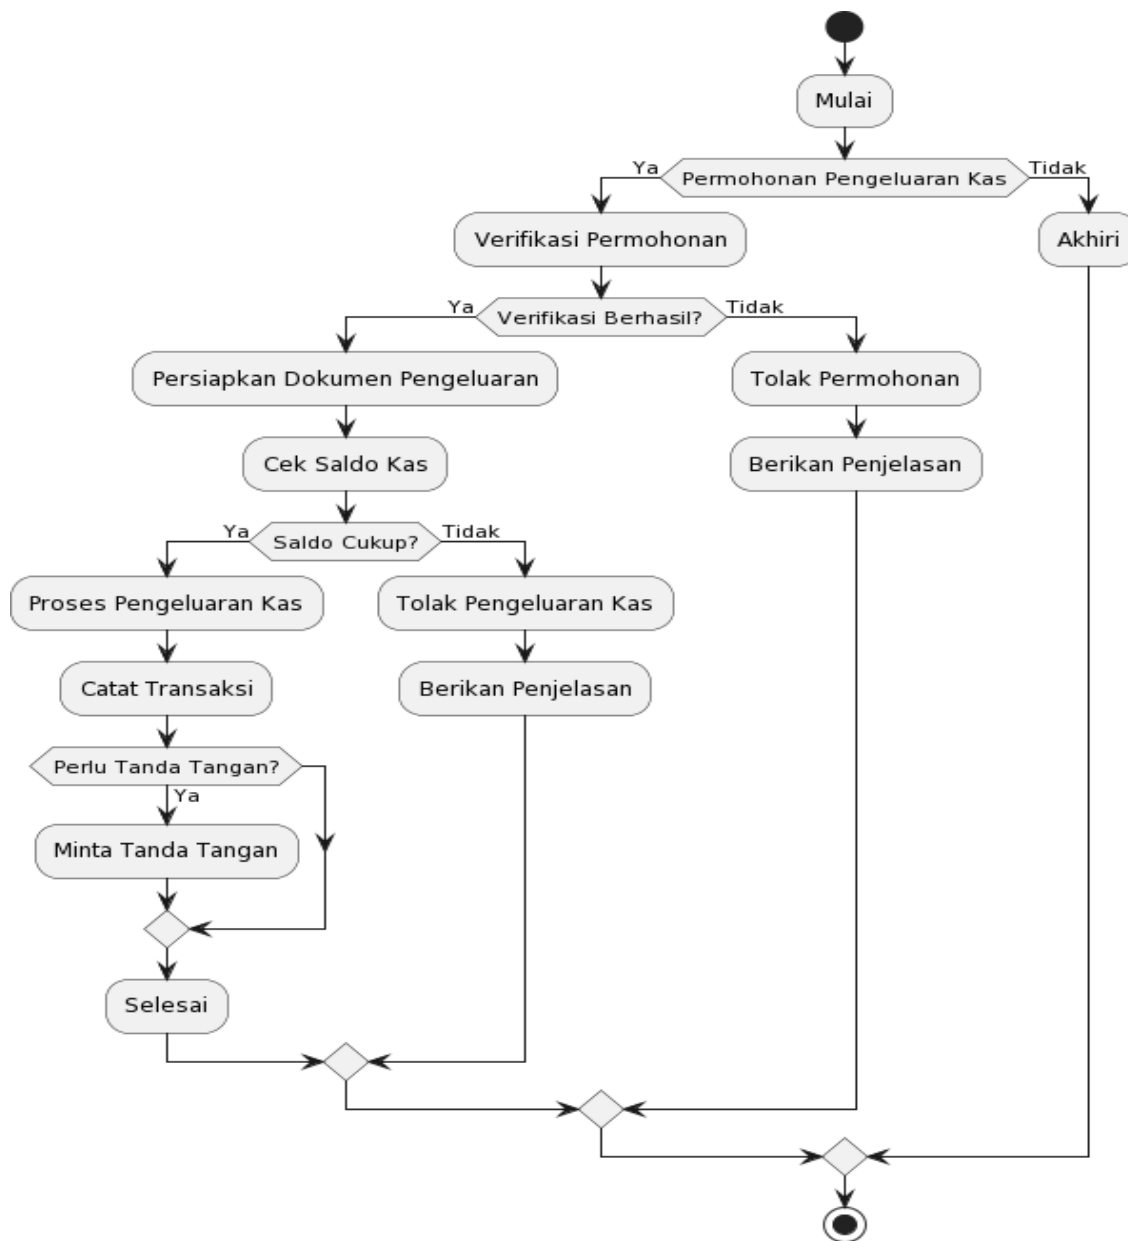 Mulai
Ya
Permohonan Pengeluaran Kas
Tidak
Verifikasi Permohonan
Akhiri
Ya
Verifikasi Berhasil?
Tidak
Persiapkan Dokumen Pengeluaran
Tolak Permohonan
Cek Saldo Kas
Berikan Penjelasan
Ya
Saldo Cukup?
Tidak
Proses Pengeluaran Kas
Tolak Pengeluaran Kas
Catat Transaksi
Berikan Penjelasan
Perlu Tanda Tangan?
Ya
Minta Tanda Tangan
Selesai